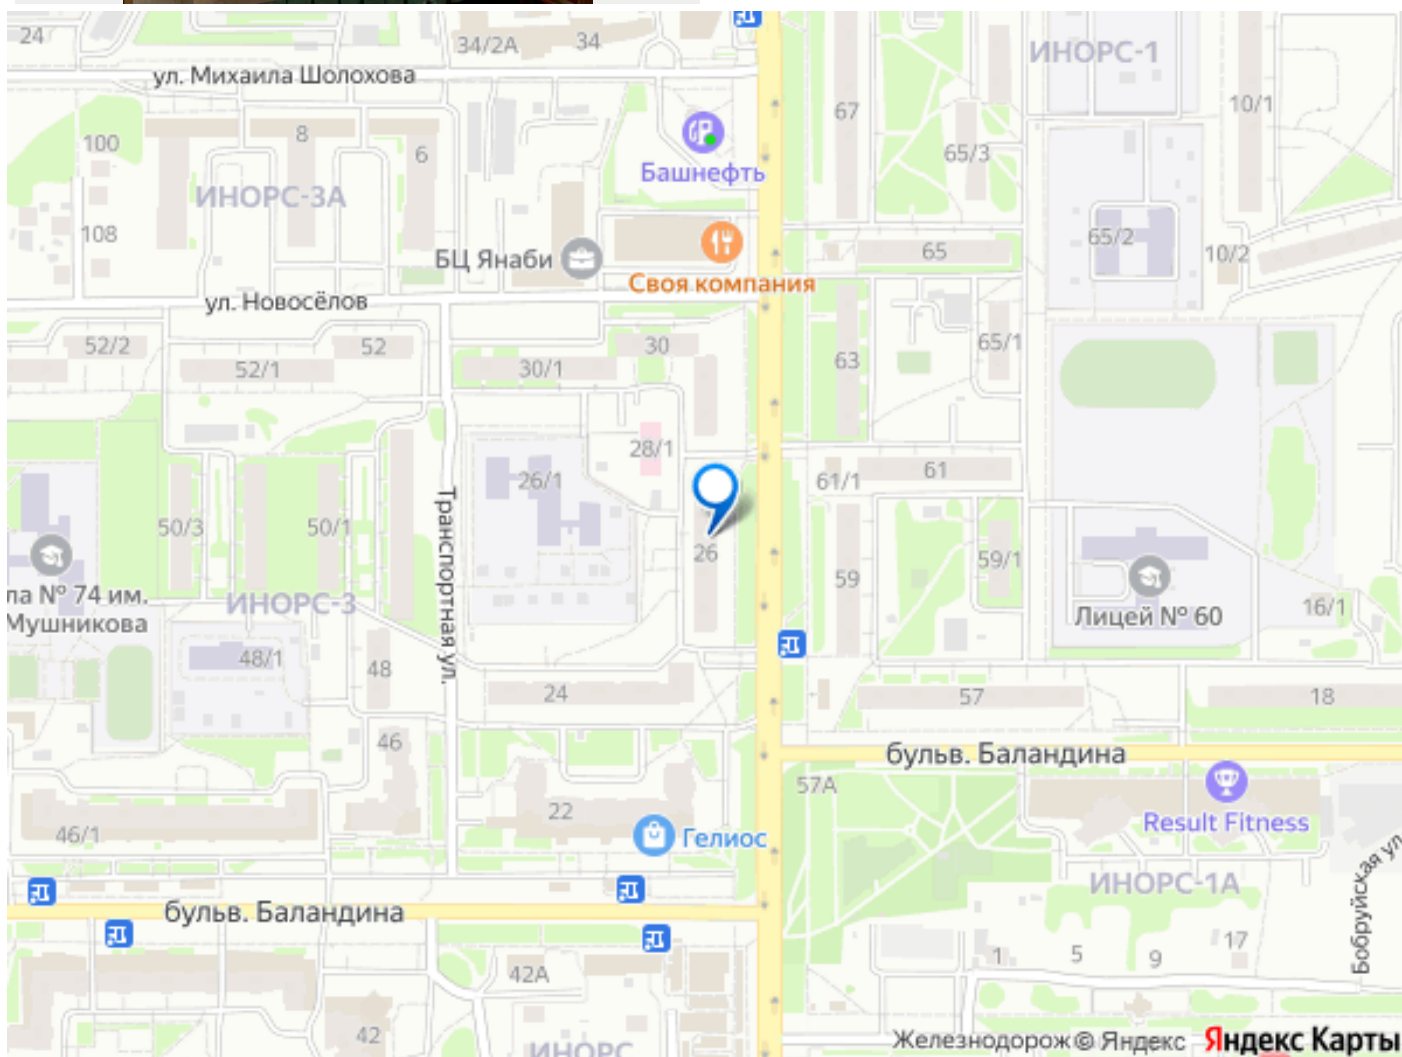 24
34/2А
34
ИНОРС-1
ул. Михаила Шолохова
67
10/1
100
8
6
Башнефть
65/3
ИНОРС-3А
108
БЦ Янаби
65
65/2
10/2
Своя компания
ул. Новосёлов
52/2
52
52/1
30
30/1
63
65/1
28/1
26/1
61/1
61
50/3
50/1
Транспортная ул.
26
59
59/1
ла № 74 им.
Мушникова
ИНОРС-3
Лицей № 60
16/1
48/1
48
24
57
18
46
бульв. Баландина
57А
22
46/1
Гелиос
Result Fitness
ИНОРС-1А
Бобруйская ул
бульв. Баландина
42А
1
5
9
17
42
ИНОРС
Железнодорож
© Яндекс
Яндекс Карты